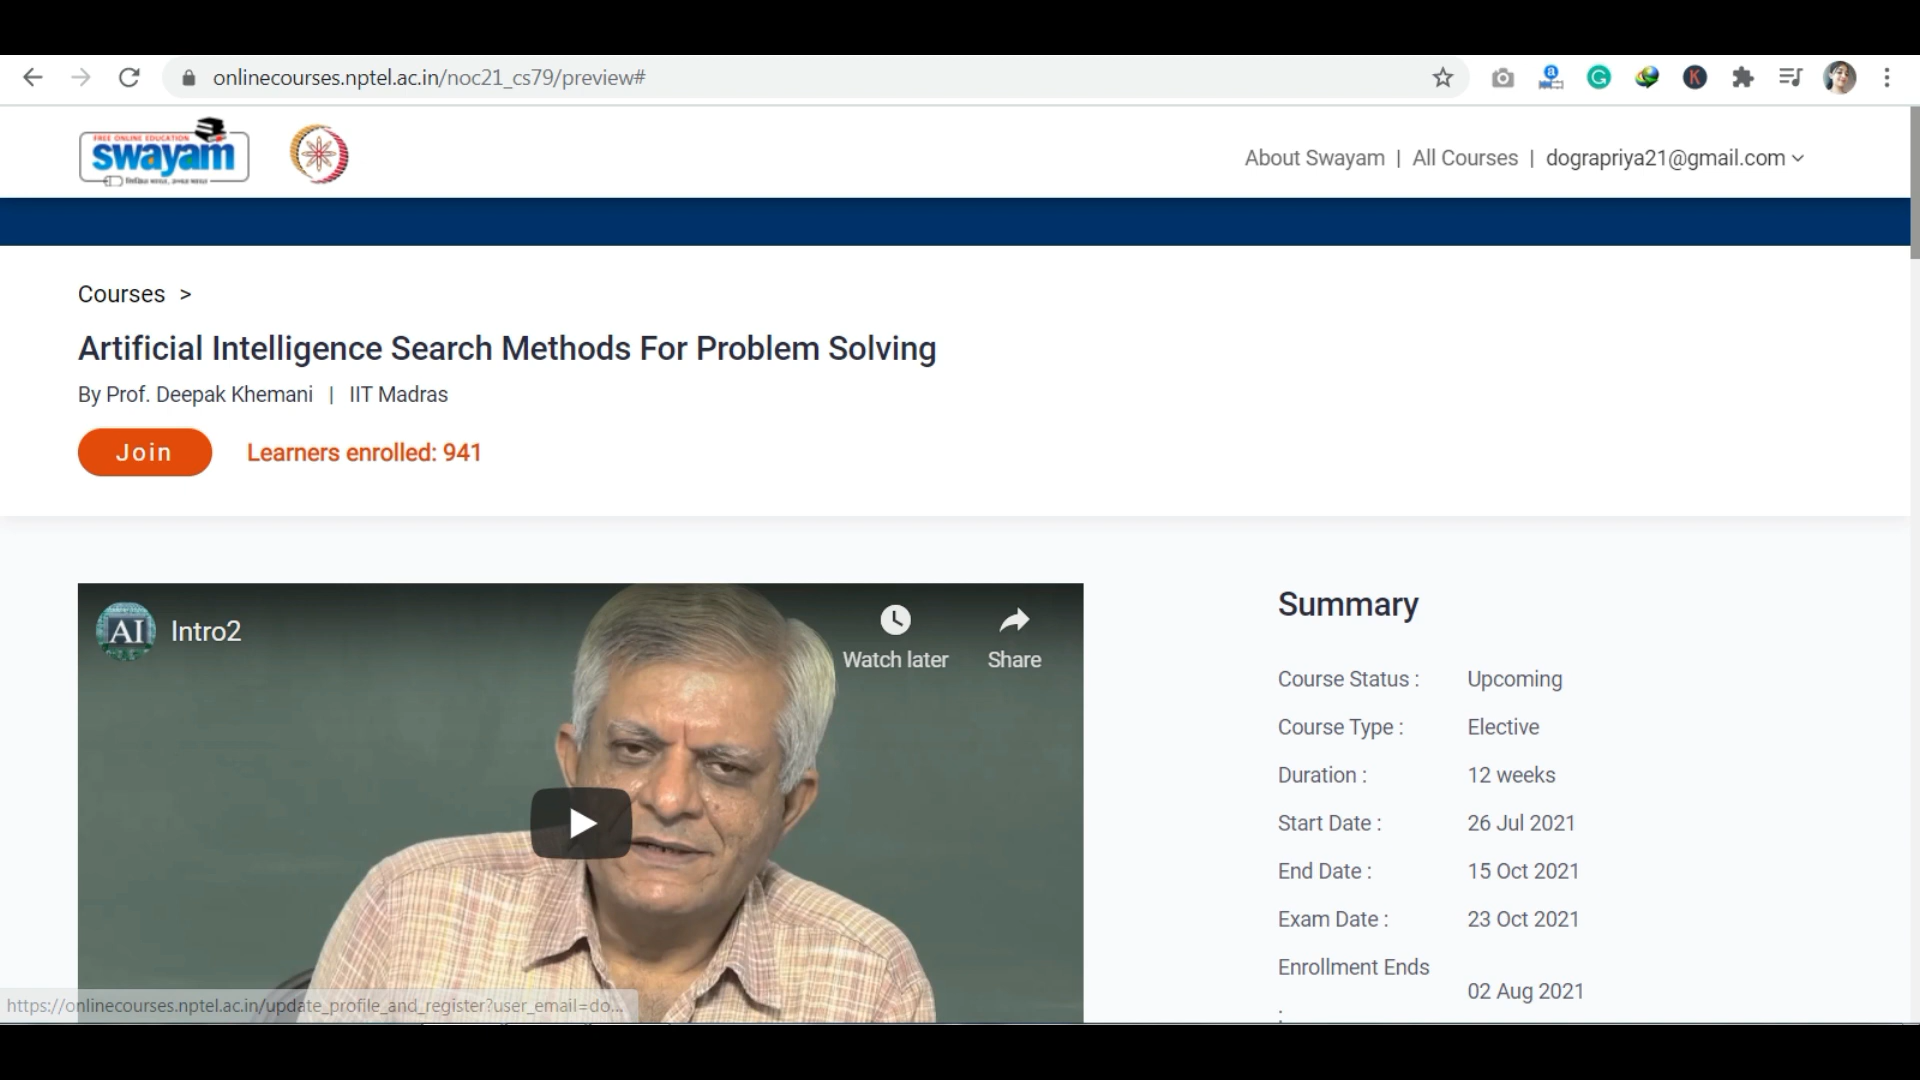 onlinecourses.nptel.ac.in/noc21_cs79/preview#
FREE ONLINE EDUCATION
swayam
About Swayam | All Courses | dograpriya21@gmail.com
Courses >
Artificial Intelligence Search Methods For Problem Solving
By Prof. Deepak Khemani | IIT Madras
Join Learners enrolled: 941
AI Intro2
Watch later Share
Summary
Course Status : Upcoming
Course Type : Elective
Duration : 12 weeks
Start Date : 26 Jul 2021
End Date : 15 Oct 2021
Exam Date : 23 Oct 2021
Enrollment Ends
: 02 Aug 2021
https://onlinecourses.nptel.ac.in/update_profile_and_register?user_email=do...